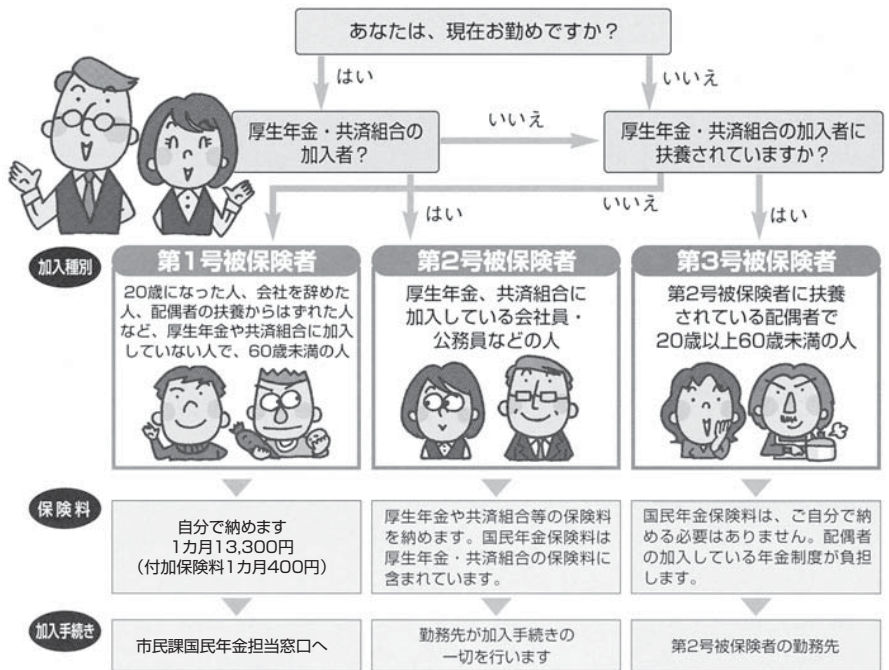 あなたは、現在お勤めですか？
はい
いいえ
厚生年金・共済組合の
加入者？
いいえ
厚生年金・共済組合の加入者に
扶養されていますか？
いいえ
はい
はい
加入種別
第1号被保険者
20歳になった人、会社を辞めた
人、配偶者の扶養からはずれた人
など、厚生年金や共済組合に加入
していない人で、60歳未満の人
第2号被保険者
厚生年金、共済組合に
加入している会社員・
公務員などの人
第3号被保険者
第2号被保険者に扶養
されている配偶者で
20歳以上60歳未満の人
保険料
自分で納めます
1カ月13,300円
（付加保険料1カ月400円）
厚生年金や共済組合等の保険料
を納めます。国民年金保険料は
厚生年金・共済組合の保険料に
含まれています。
国民年金保険料は、ご自分で納
める必要はありません。配偶者
の加入している年金制度が負担
します。
加入手続き
市民課国民年金担当窓口へ
勤務先が加入手続きの
一切を行います
第2号被保険者の勤務先